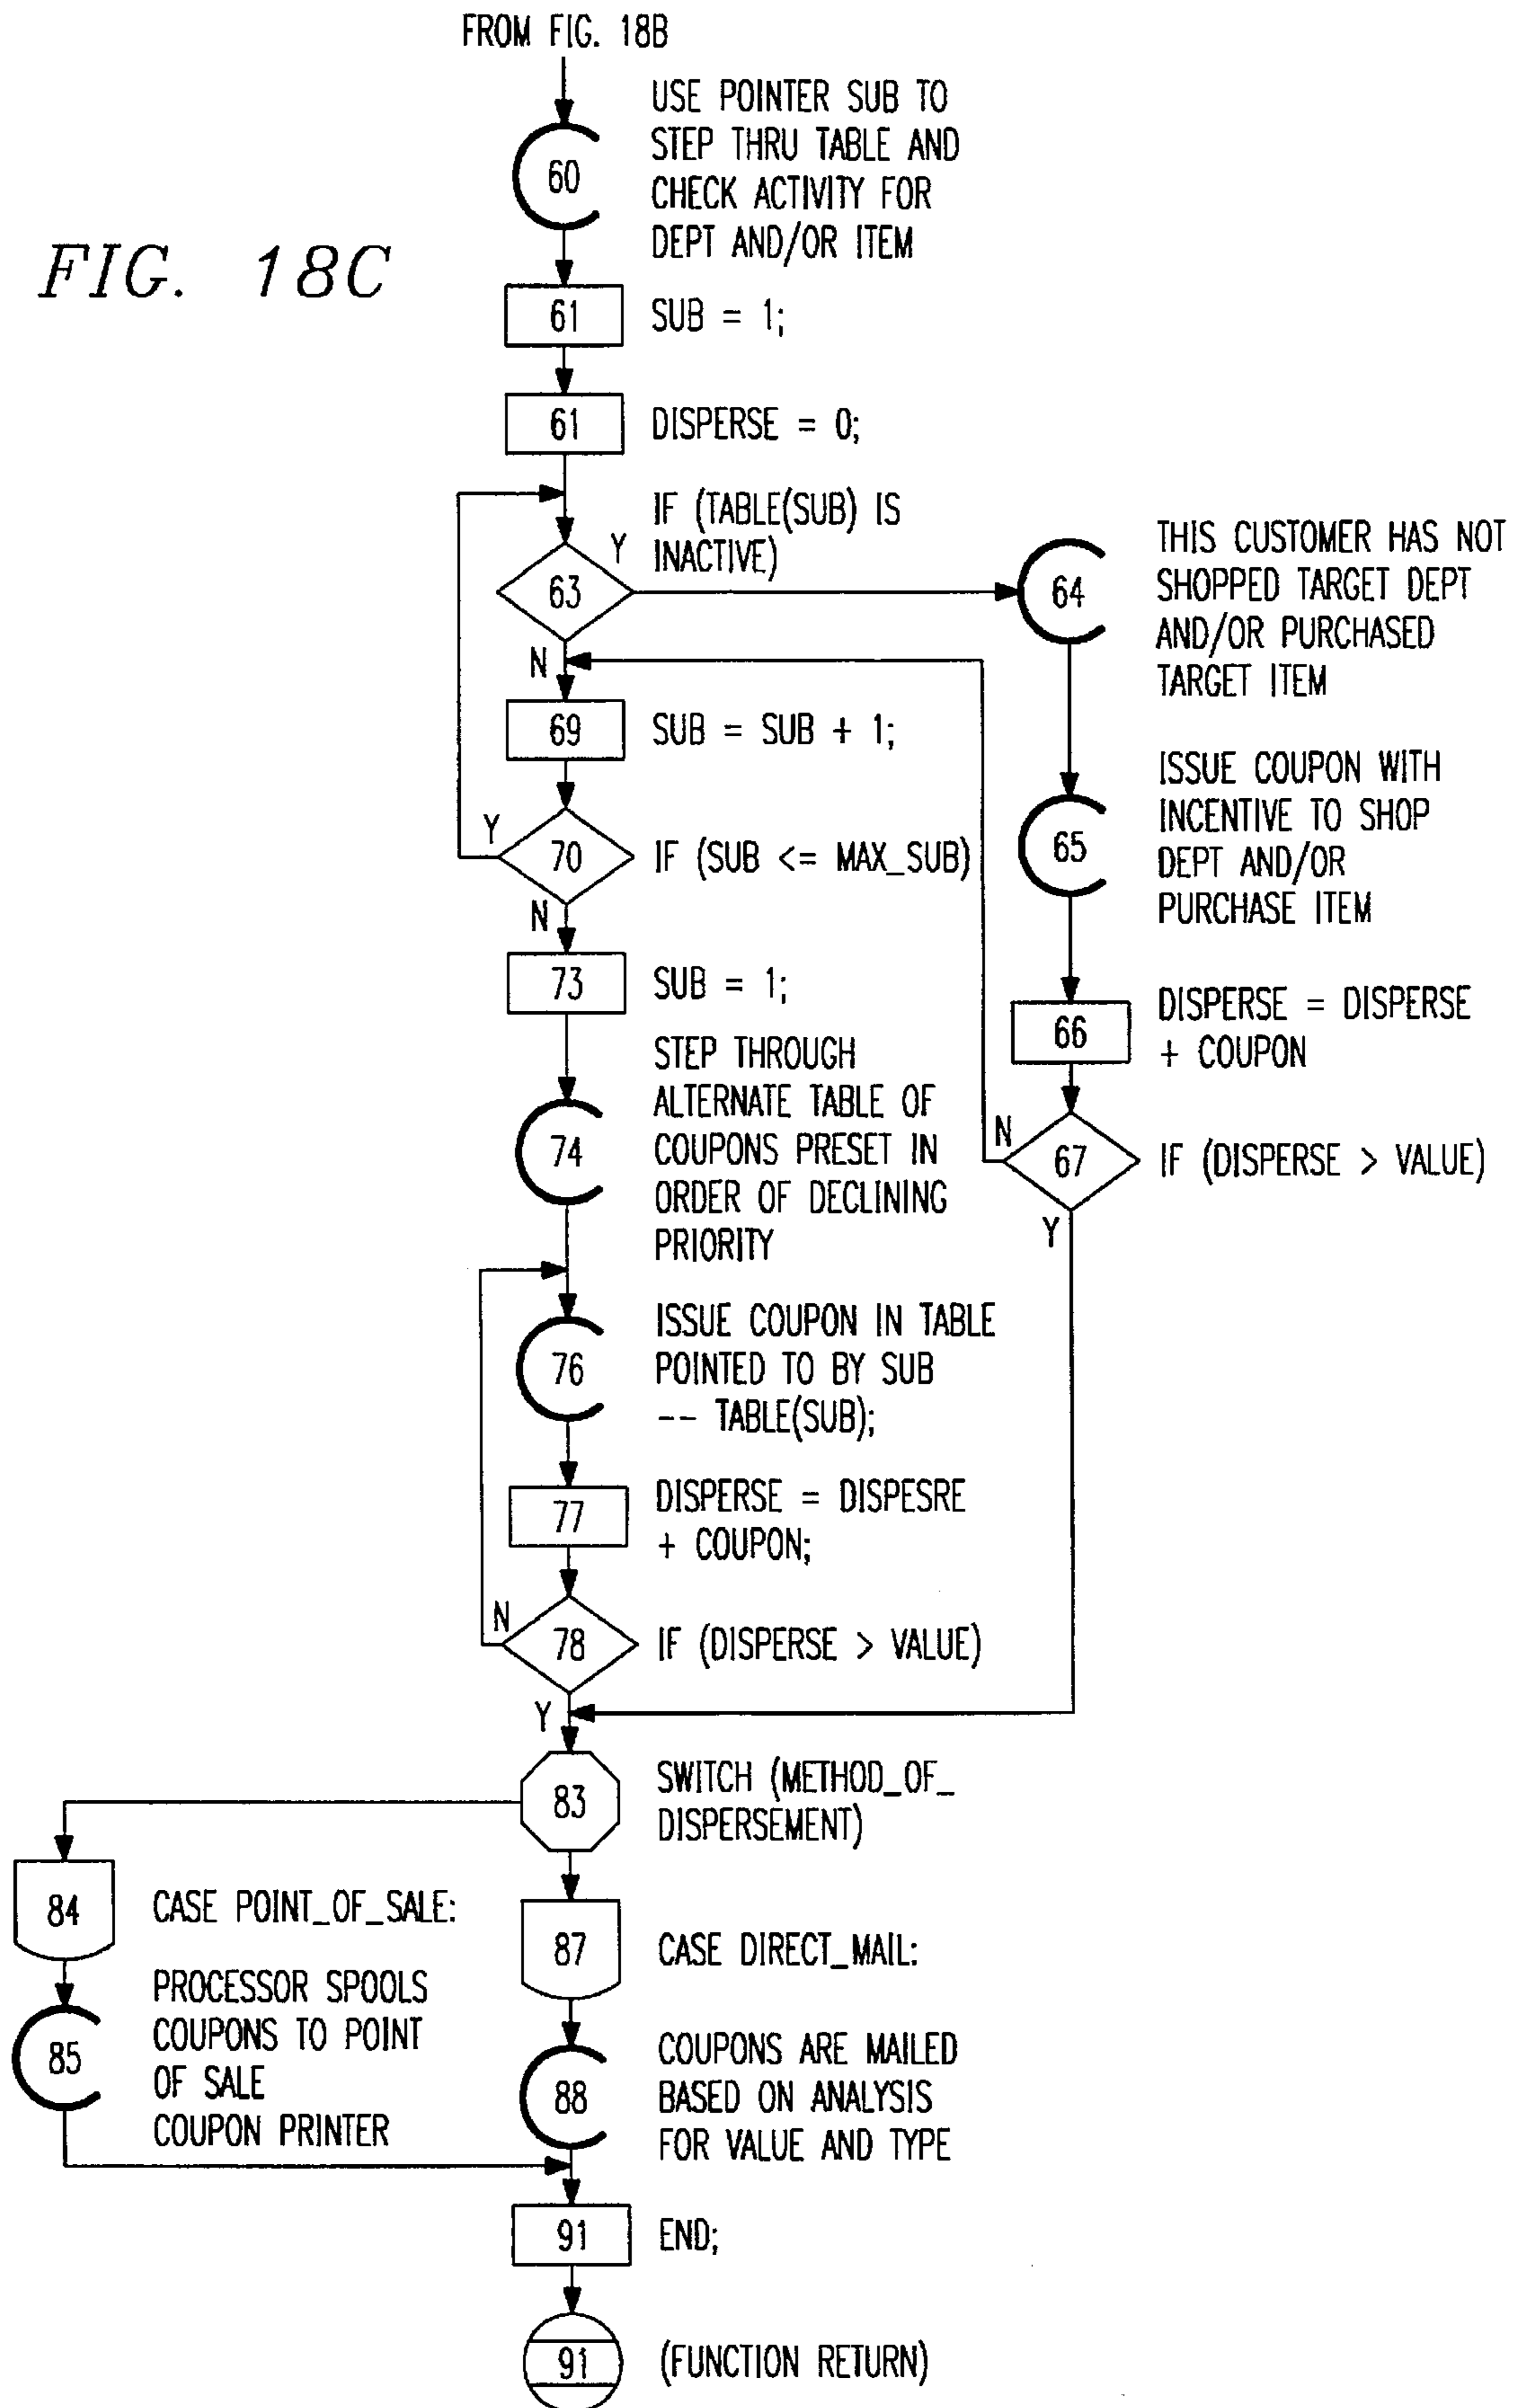 FROM FIG. 18B
USE POINTER SUB TO
STEP THRU TABLE AND
CHECK ACTIVITY FOR
DEPT AND/OR ITEM
60
FIG. 18C
61
SUB = 1;
61
DISPERSE = 0;
IF (TABLE(SUB) IS
INACTIVE)
Y
63
N
64
THIS CUSTOMER HAS NOT
SHOPPED TARGET DEPT
AND/OR PURCHASED
TARGET ITEM
69
SUB = SUB + 1;
65
ISSUE COUPON WITH
INCENTIVE TO SHOP
DEPT AND/OR
PURCHASE ITEM
Y
70
IF (SUB <= MAX_SUB)
N
73
SUB = 1;
66
DISPERSE = DISPERSE
+ COUPON
74
STEP THROUGH
ALTERNATE TABLE OF
COUPONS PRESET IN
ORDER OF DECLINING
PRIORITY
N
67
IF (DISPERSE > VALUE)
Y
76
ISSUE COUPON IN TABLE
POINTED TO BY SUB
-- TABLE(SUB);
77
DISPERSE = DISPESRE
+ COUPON;
N
78
IF (DISPERSE > VALUE)
Y
83
SWITCH (METHOD_OF_
DISPERSEMENT)
84
CASE POINT_OF_SALE:
87
CASE DIRECT_MAIL:
85
PROCESSOR SPOOLS
COUPONS TO POINT
OF SALE
COUPON PRINTER
88
COUPONS ARE MAILED
BASED ON ANALYSIS
FOR VALUE AND TYPE
91
END;
91
(FUNCTION RETURN)